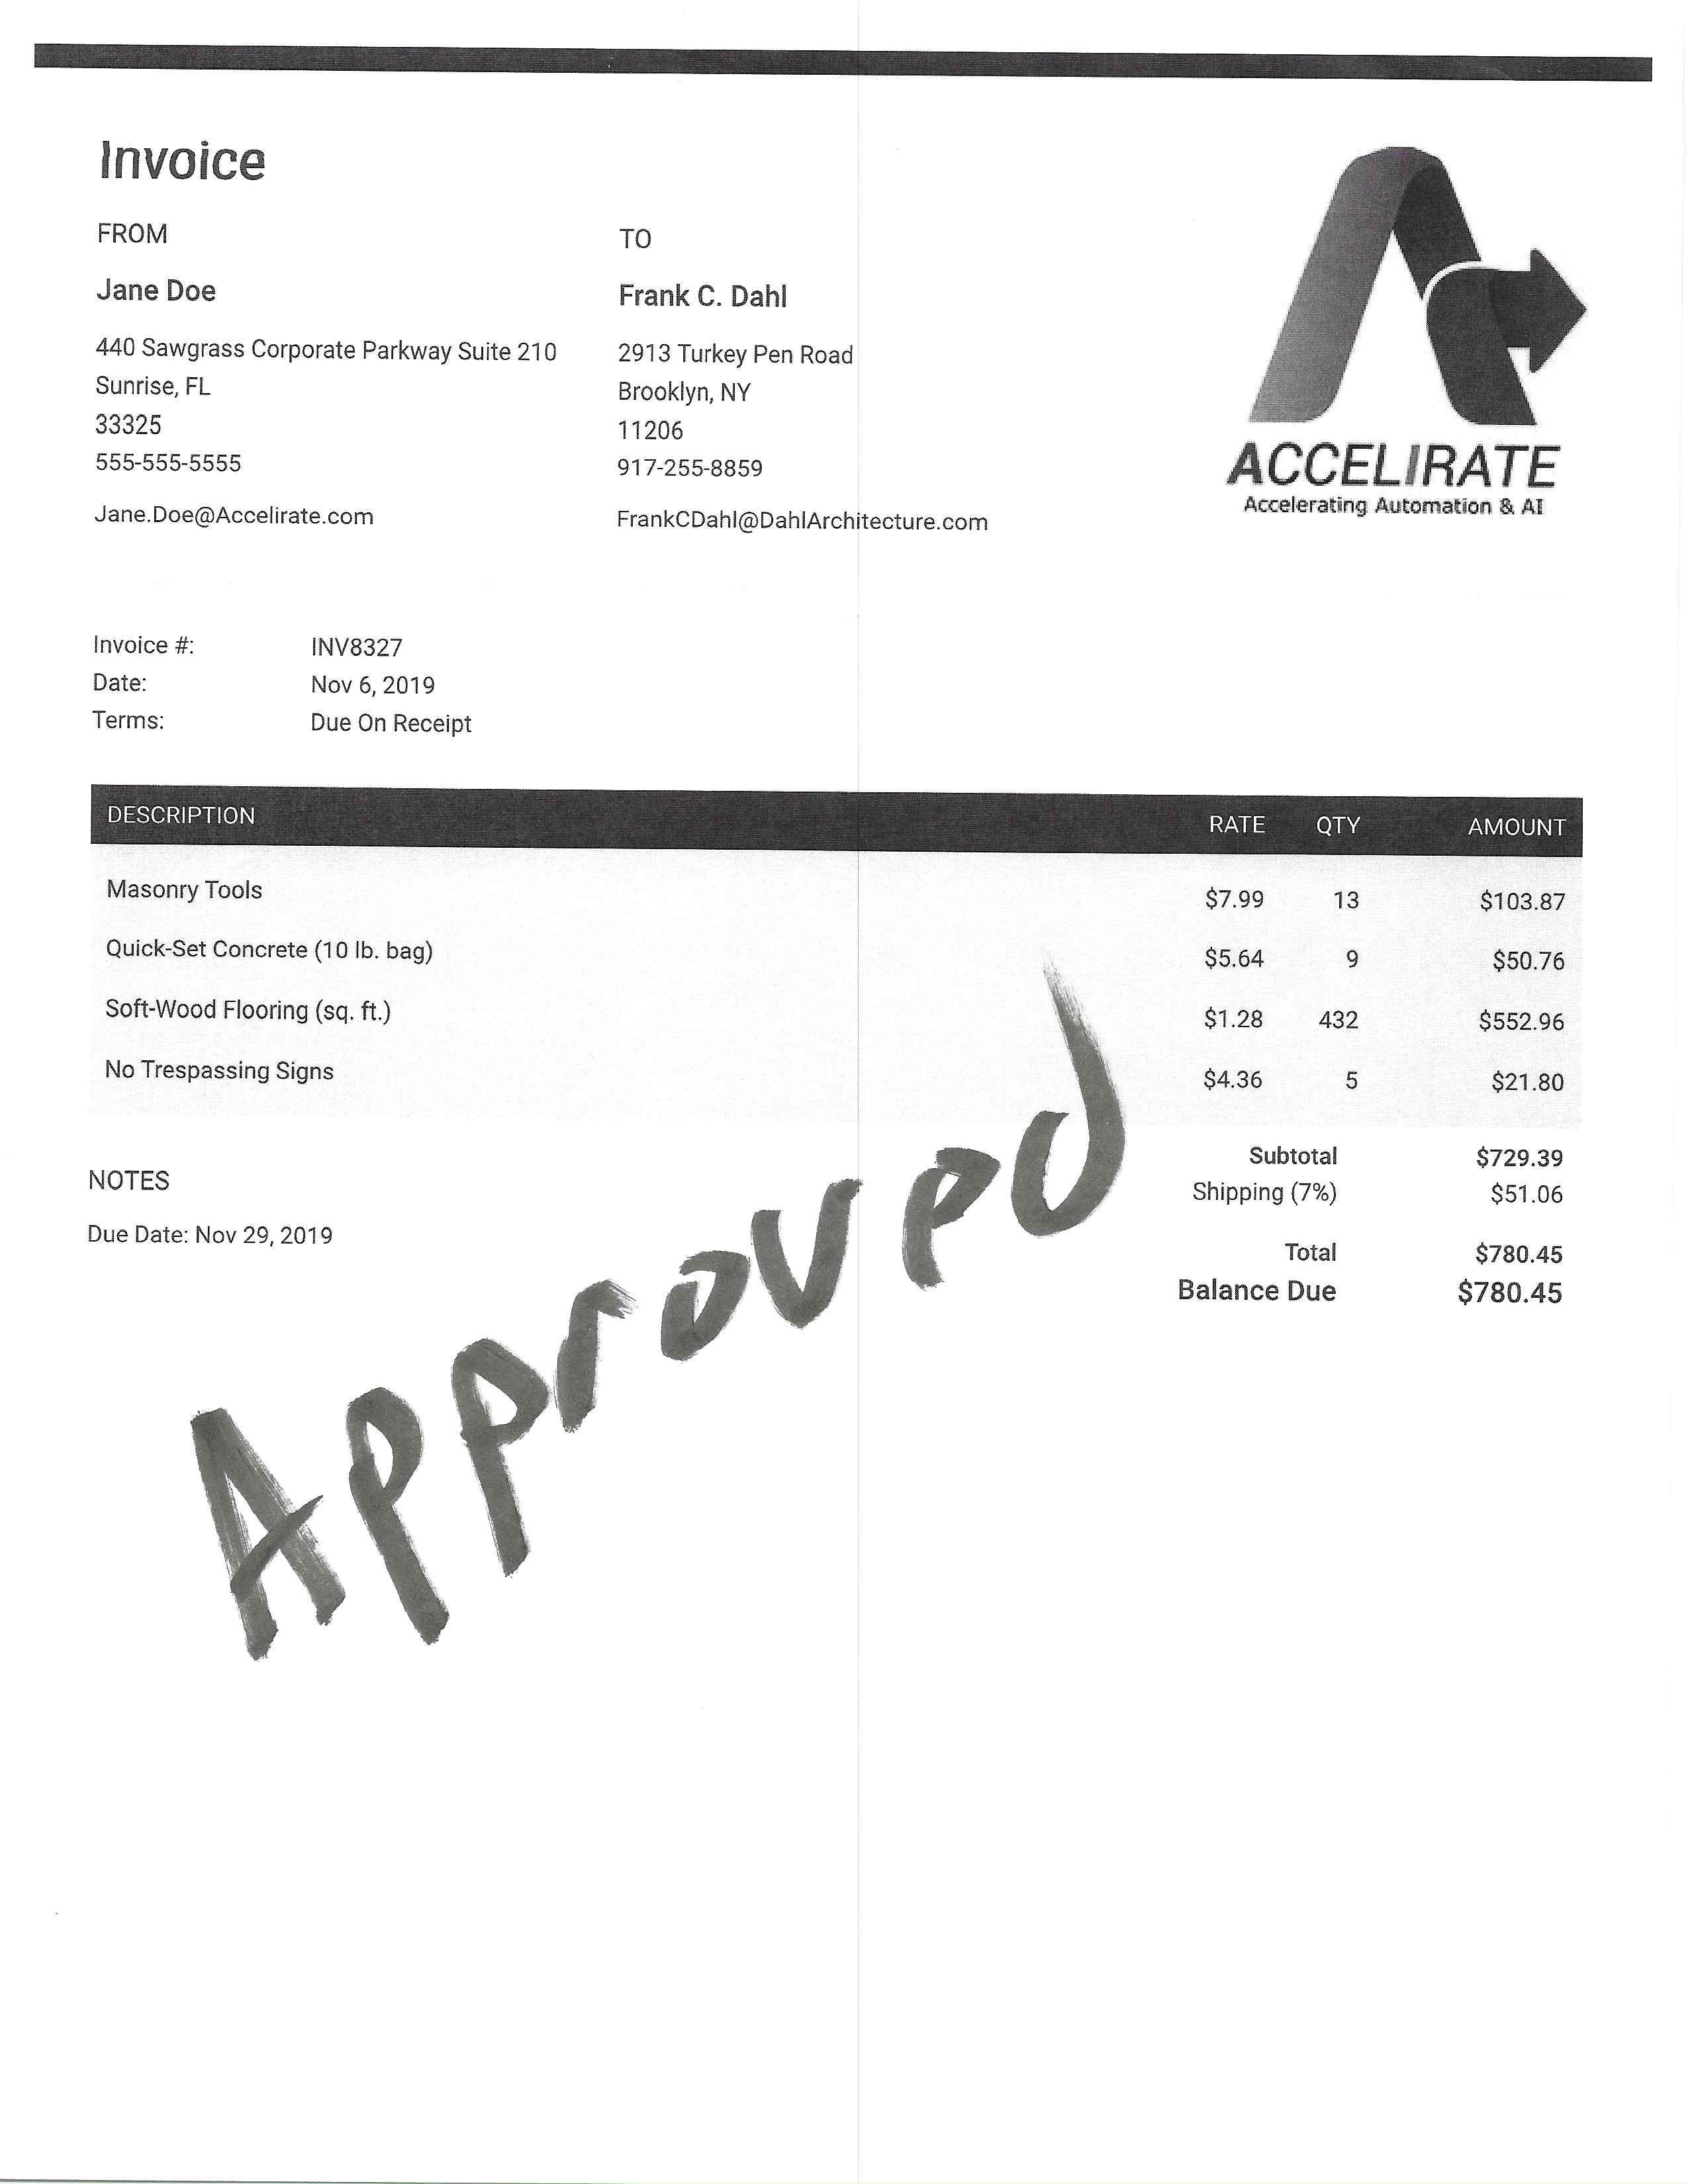 Invoice
FROM
Jane Doe
440 Sawgrass Corporate Parkway Suite 210
Sunrise, FL
33325
555-555-5555
Jane.Doe@Accelirate.com
TO
Frank C. Dahl
2913 Turkey Pen Road
Brooklyn, NY
11206
917-255-8859
FrankCDahl@DahlArchitecture.com
ACCELIRATE
Accelerating Automation & AI
Invoice #: INV8327
Date: Nov 6, 2019
Terms: Due On Receipt
DESCRIPTION RATE QTY AMOUNT
Masonry Tools $7.99 13 $103.87
Quick-Set Concrete (10 lb. bag) $5.64 9 $50.76
Soft-Wood Flooring (sq. ft.) $1.28 432 $552.96
No Trespassing Signs $4.36 5 $21.80
Subtotal $729.39
Shipping (7%) $51.06
Total $780.45
Balance Due $780.45
NOTES
Due Date: Nov 29, 2019
Approved